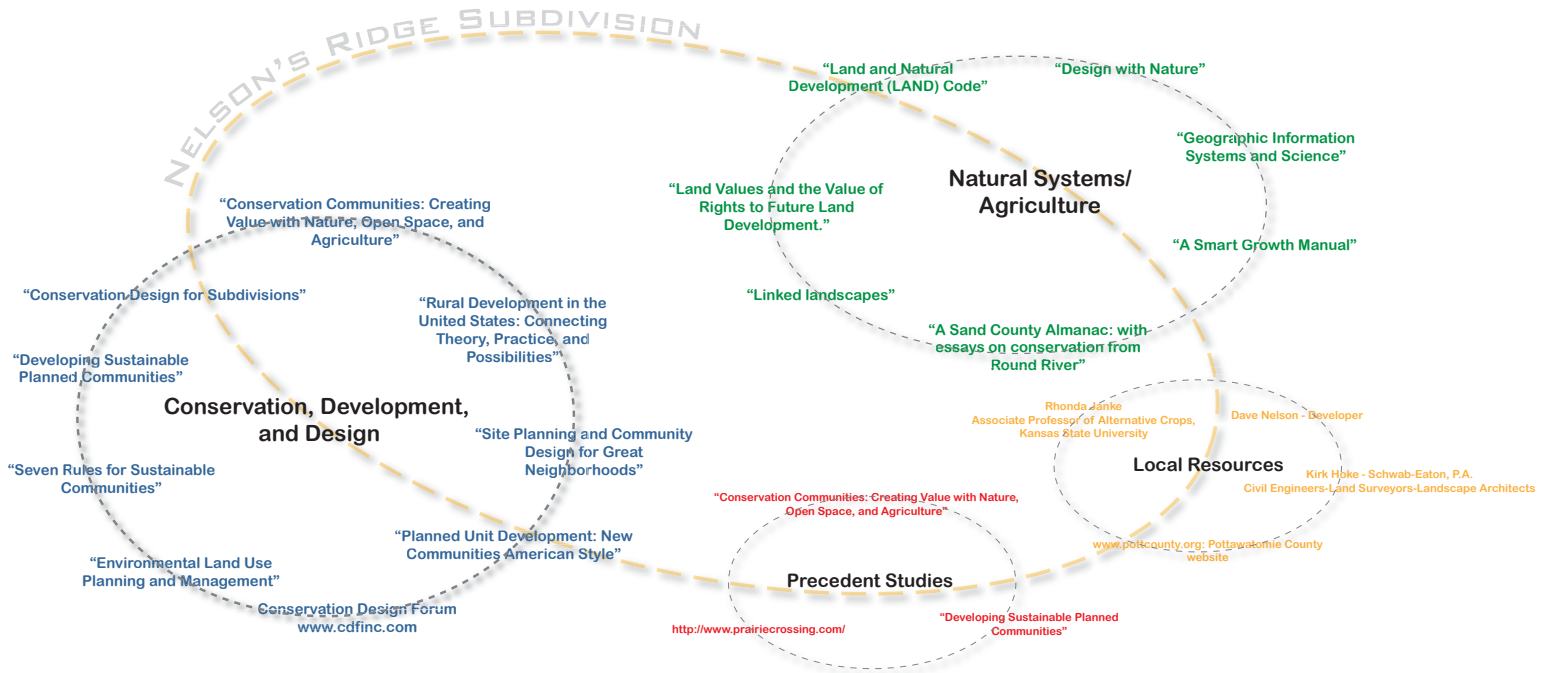 NELSON'S RIDGE SUBDIVISION
“Land and Natural
Development (LAND) Code”
“Design with Nature”
“Geographic Information
Systems and Science”
Natural Systems/
Agriculture
“Land Values and the Value of
Rights to Future Land
Development.”
“A Smart Growth Manual”
“Linked landscapes”
“A Sand County Almanac: with
essays on conservation from
Round River”
“Conservation Communities: Creating
Value with Nature, Open Space, and
Agriculture”
“Conservation Design for Subdivisions”
“Rural Development in the
United States: Connecting
Theory, Practice, and
Possibilities”
“Developing Sustainable
Planned Communities”
Conservation, Development,
and Design
“Site Planning and Community
Design for Great
Neighborhoods”
“Seven Rules for Sustainable
Communities”
“Planned Unit Development: New
Communities American Style”
“Environmental Land Use
Planning and Management”
Conservation Design Forum
www.cdfinc.com
Rhonda Janke
Associate Professor of Alternative Crops,
Kansas State University
Dave Nelson - Developer
Local Resources
Kirk Hoke - Schwab-Eaton, P.A.
Civil Engineers-Land Surveyors-Landscape Architects
www.pottcounty.org: Pottawatomie County
website
“Conservation Communities: Creating Value with Nature,
Open Space, and Agriculture”
Precedent Studies
http://www.prairiecrossing.com/
“Developing Sustainable Planned
Communities”